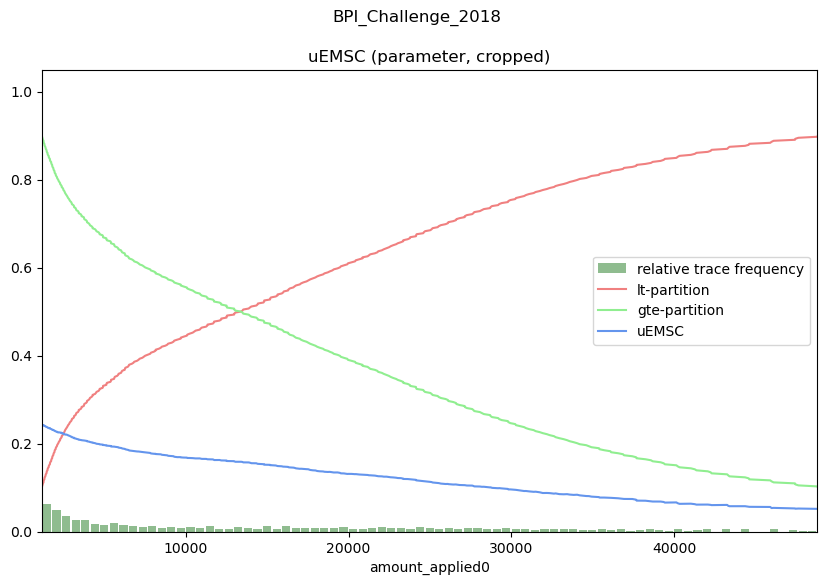 BPI_Challenge_2018
uEMSC (parameter, cropped)
1.0
0.8
0.6
0.4
0.2
0.0
relative trace frequency
lt-partition
gte-partition
uEMSC
10000 20000 30000 40000
amount_applied0